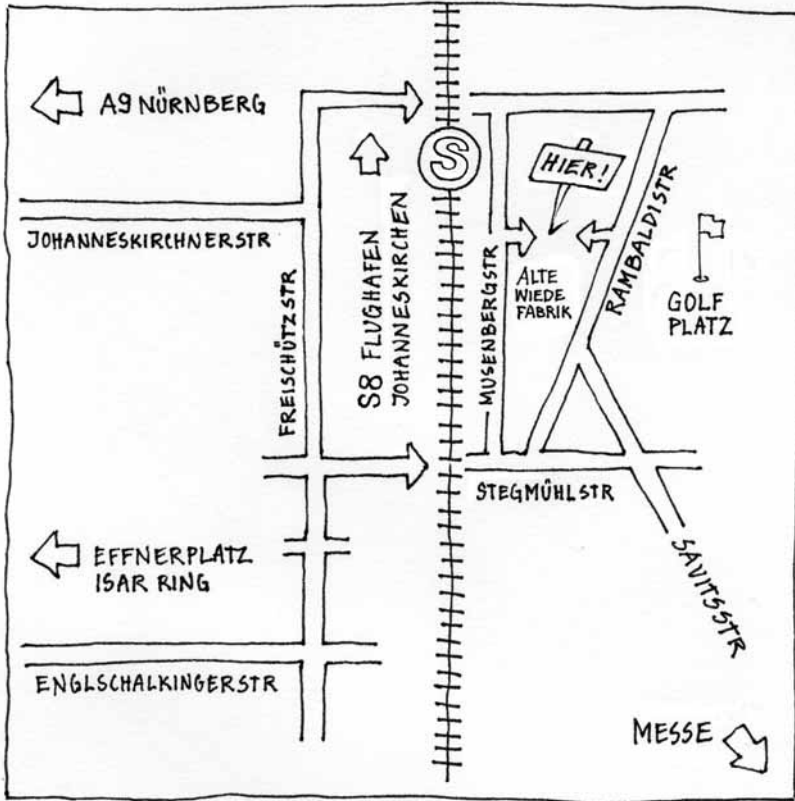 A9 NÜRNBERG
S
HIER!
JOHANNESKIRCHNERSTR
FREISCHÜTZSTR
S8 FLUGHAFEN
JOHANNESKIRCHEN
MUSENBERGSTR
ALTE
WIEDE
FABRIK
RAMBALDISTR
GOLF
PLATZ
STEGMÜHLSTR
EFFNERPLATZ
ISAR RING
SAVITSSTR
ENGLSCHALKINGERSTR
MESSE